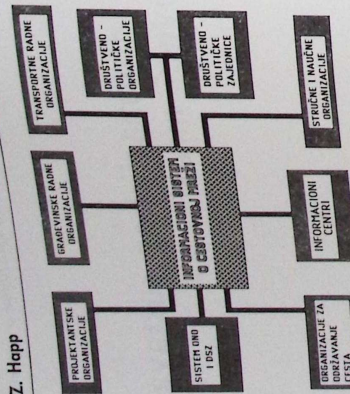 Z. Happ
PROJEKTANTSKE
ORGANIZACIJE
GRAĐEVINSKE RADNE
ORGANIZACIJE
TRANSPORTNE RADNE
ORGANIZACIJE
DRUŠTVENO -
POLITIČKE
ORGANIZACIJE
DRUŠTVENO -
POLITIČKE
ZAJEDNICE
INFORMACIONI SISTEM
O CESTOVNOJ MREŽI
SISTEM ONO
I DSZ
ORGANIZACIJE ZA
ODRŽAVANJE
CESTA
INFORMACIONI
CENTRI
STRUČNE I NAUČNE
ORGANIZACIJE